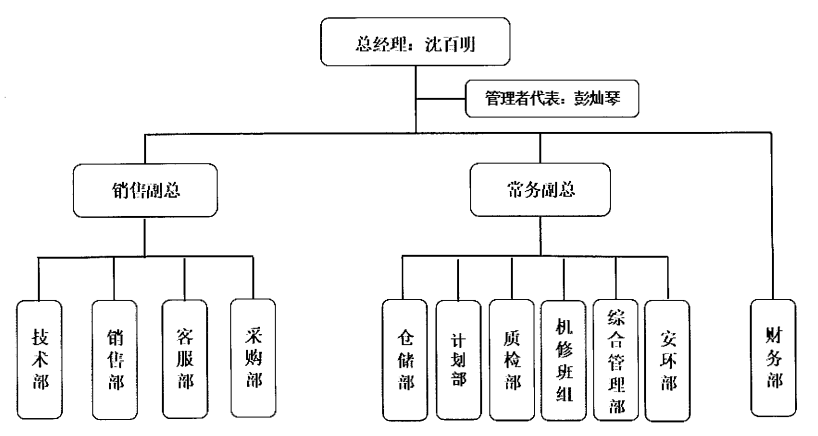 总经理：沈百明
管理者代表：彭灿琴
销售副总
常务副总
技术部
销售部
客服部
采购部
仓储部
计划部
质检部
机修班组
综合管理部
安环部
财务部